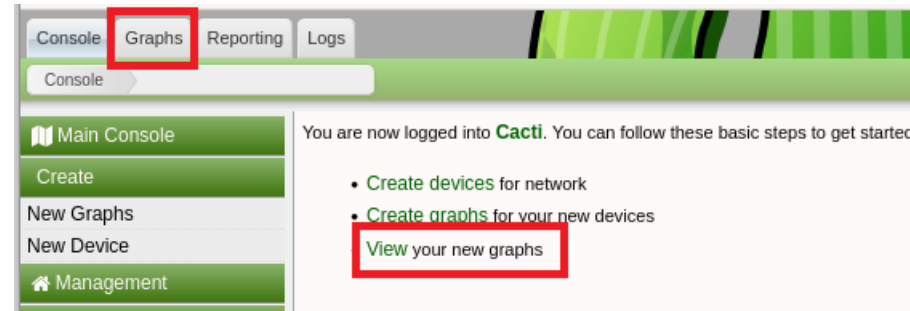 Console Graphs Reporting Logs
Console
Main Console
Create
New Graphs
New Device
Management
You are now logged into Cacti. You can follow these basic steps to get started
Create devices for network
Create graphs for your new devices
View your new graphs